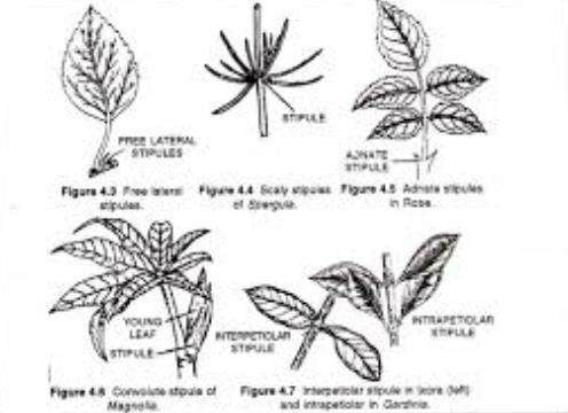 FREE LATERAL
STIPULES
STIPULE
ADNATE
STIPULE
Figure 4.3 Free lateral
stipules.
Figure 4.4 Scaly stipules
of Spergula.
Figure 4.5 Adnate stipules
in Rose.
YOUNG
LEAF
STIPULE
INTERPETIOLAR
STIPULE
INTRAPETIOLAR
STIPULE
Figure 4.6 Convolute stipule of
Magnolia.
Figure 4.7 Interpetiolar stipule in Ixora (left)
and intrapetiolar in Gardinia.